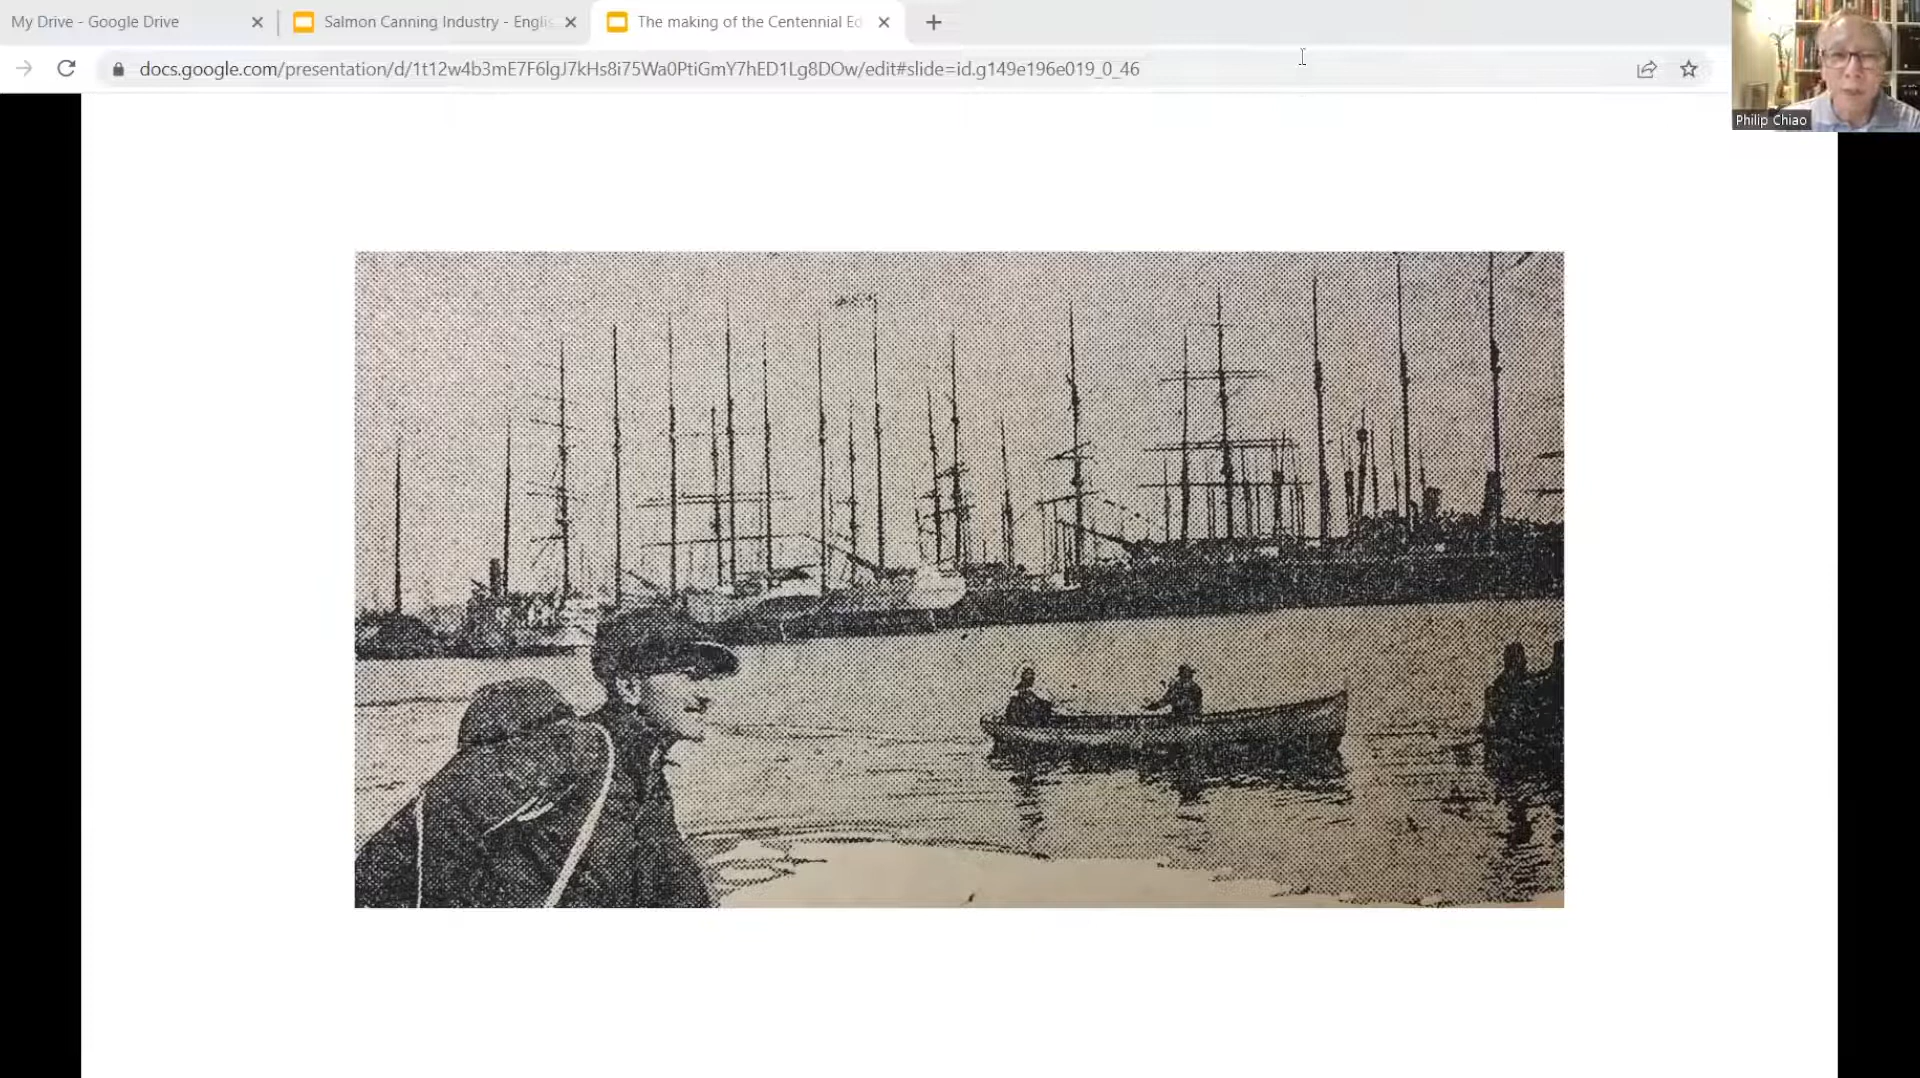 My Drive - Google Drive
Salmon Canning Industry - Englis
The making of the Centennial Ed
docs.google.com/presentation/d/1t12w4b3mE7F6lgJ7kHs8i75Wa0PtiGmY7hED1Lg8DOw/edit#slide=id.g149e196e019_0_46
Philip Chiao